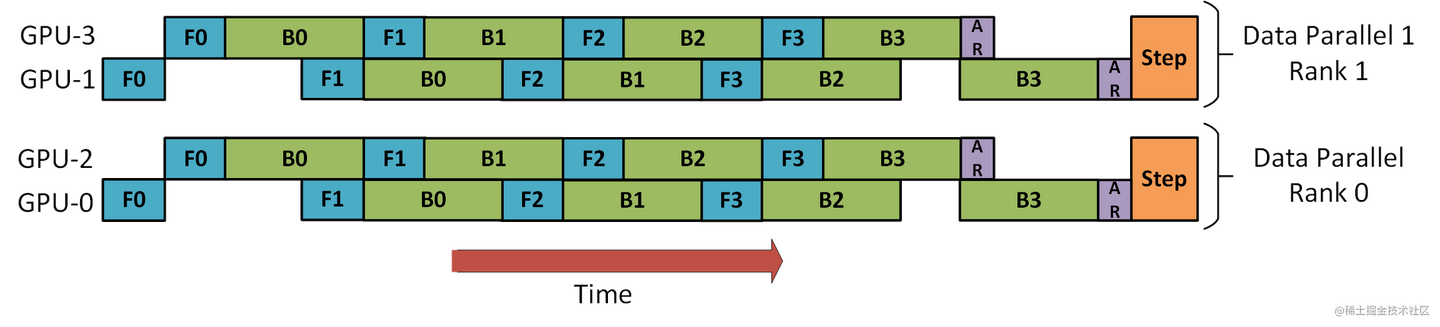 GPU-3 F0 B0 F1 B1 F2 B2 F3 B3 A R
GPU-1 F0 F1 B0 F2 B1 F3 B2 B3 A R Step
Data Parallel 1
Rank 1
GPU-2 F0 B0 F1 B1 F2 B2 F3 B3 A R
GPU-0 F0 F1 B0 F2 B1 F3 B2 B3 A R Step
Data Parallel
Rank 0
Time
@稀土掘金技术社区